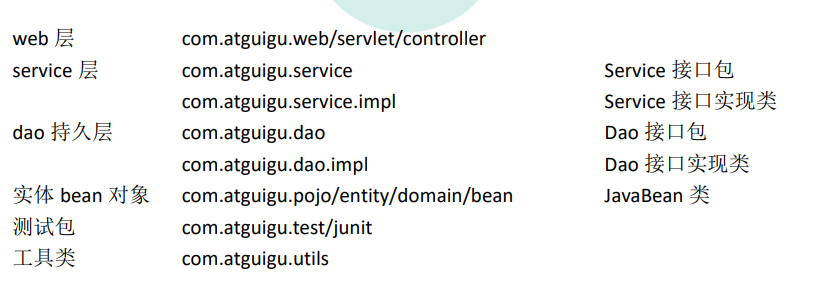 web 层 com.atguigu.web/servlet/controller
service 层 com.atguigu.service Service 接口包
com.atguigu.service.impl Service 接口实现类
dao 持久层 com.atguigu.dao Dao 接口包
com.atguigu.dao.impl Dao 接口实现类
实体 bean 对象 com.atguigu.pojo/entity/domain/bean JavaBean 类
测试包 com.atguigu.test/junit
工具类 com.atguigu.utils